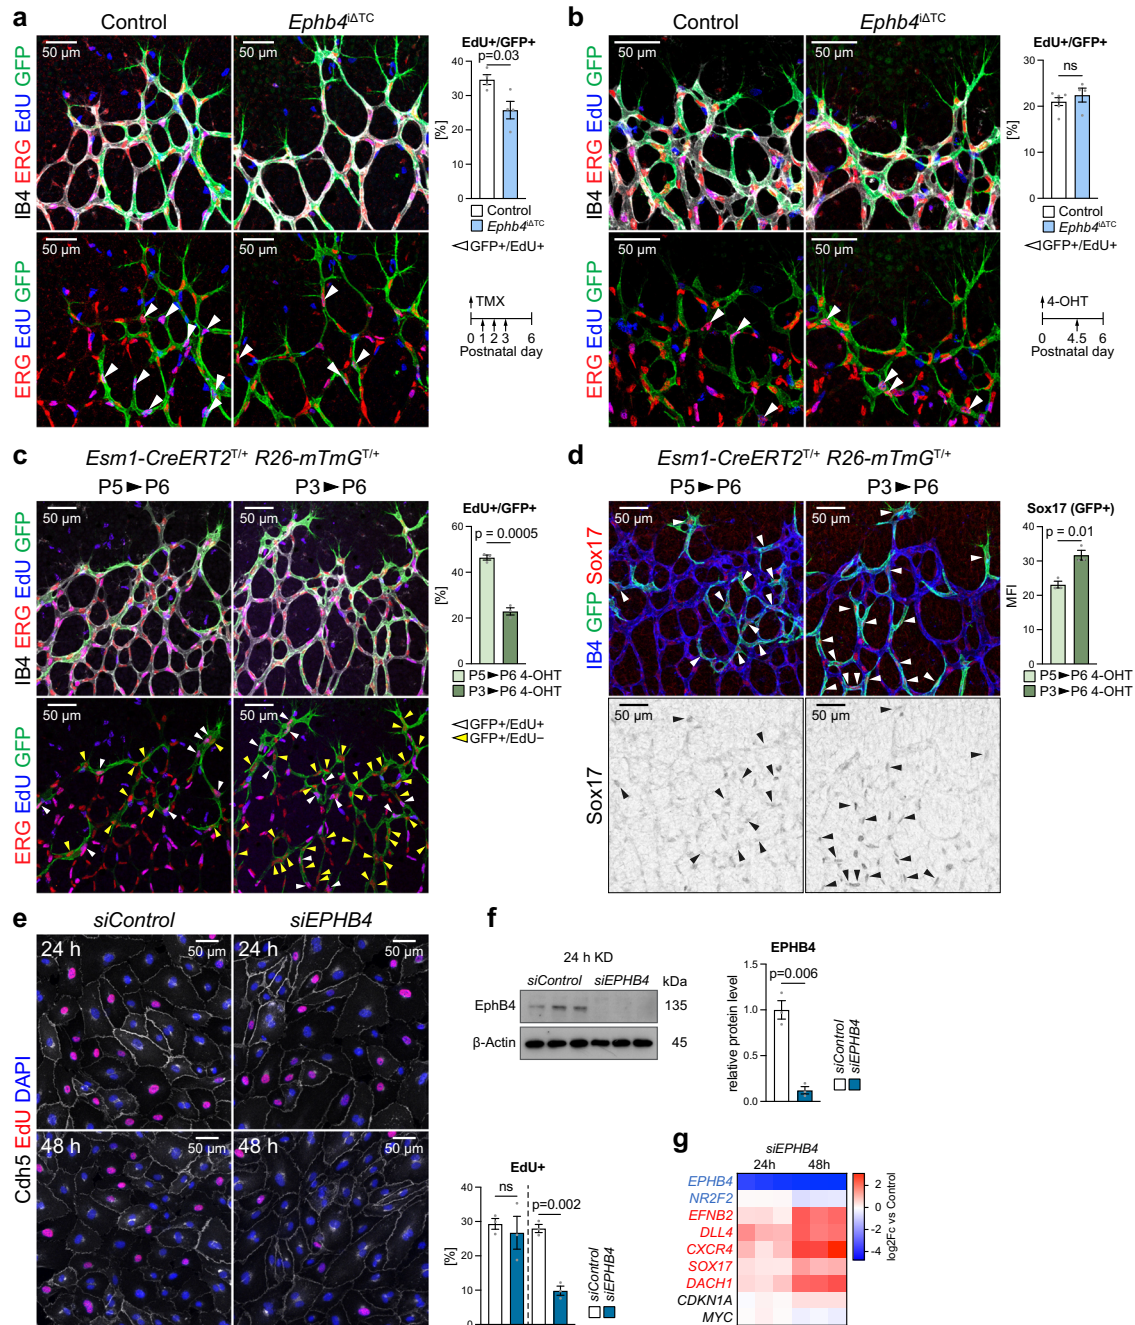 a
Control
Ephb4iΔTC
50 µm
50 µm
IB4 ERG EdU GFP
50 µm
50 µm
ERG EdU GFP
EdU+/GFP+
p=0.03
40
30
20
10
0
[%]
Control
Ephb4iΔTC
GFP+/EdU+
TMX
0 1 2 3 6
Postnatal day
b
Control
Ephb4iΔTC
50 µm
50 µm
IB4 ERG EdU GFP
50 µm
50 µm
ERG EdU GFP
EdU+/GFP+
ns
30
20
10
0
[%]
Control
Ephb4iΔTC
GFP+/EdU+
4-OHT
0 4.5 6
Postnatal day
c
Esm1-CreERT2T/+ R26-mTmGT/+
P5►P6
P3►P6
50 µm
50 µm
IB4 ERG EdU GFP
50 µm
50 µm
ERG EdU GFP
EdU+/GFP+
p = 0.0005
60
40
20
0
[%]
P5►P6 4-OHT
P3►P6 4-OHT
GFP+/EdU+
GFP+/EdU−
d
Esm1-CreERT2T/+ R26-mTmGT/+
P5►P6
P3►P6
50 µm
50 µm
IB4 GFP Sox17
50 µm
50 µm
Sox17
Sox17 (GFP+)
p = 0.01
40
30
20
10
0
MFI
P5►P6 4-OHT
P3►P6 4-OHT
e
siControl
siEPHB4
24 h
50 µm
24 h
50 µm
48 h
50 µm
48 h
50 µm
Cdh5 EdU DAPI
EdU+
ns
p=0.002
40
30
20
10
0
[%]
siControl
siEPHB4
f
24 h KD
siControl siEPHB4 kDa
EphB4 135
β-Actin 45
EPHB4
p=0.006
1.5
1.0
0.5
0.0
relative protein level
siControl
siEPHB4
g
siEPHB4
24h 48h
EPHB4
NR2F2
EFNB2
DLL4
CXCR4
SOX17
DACH1
CDKN1A
MYC
2
0
-2
-4
log2Fc vs Control